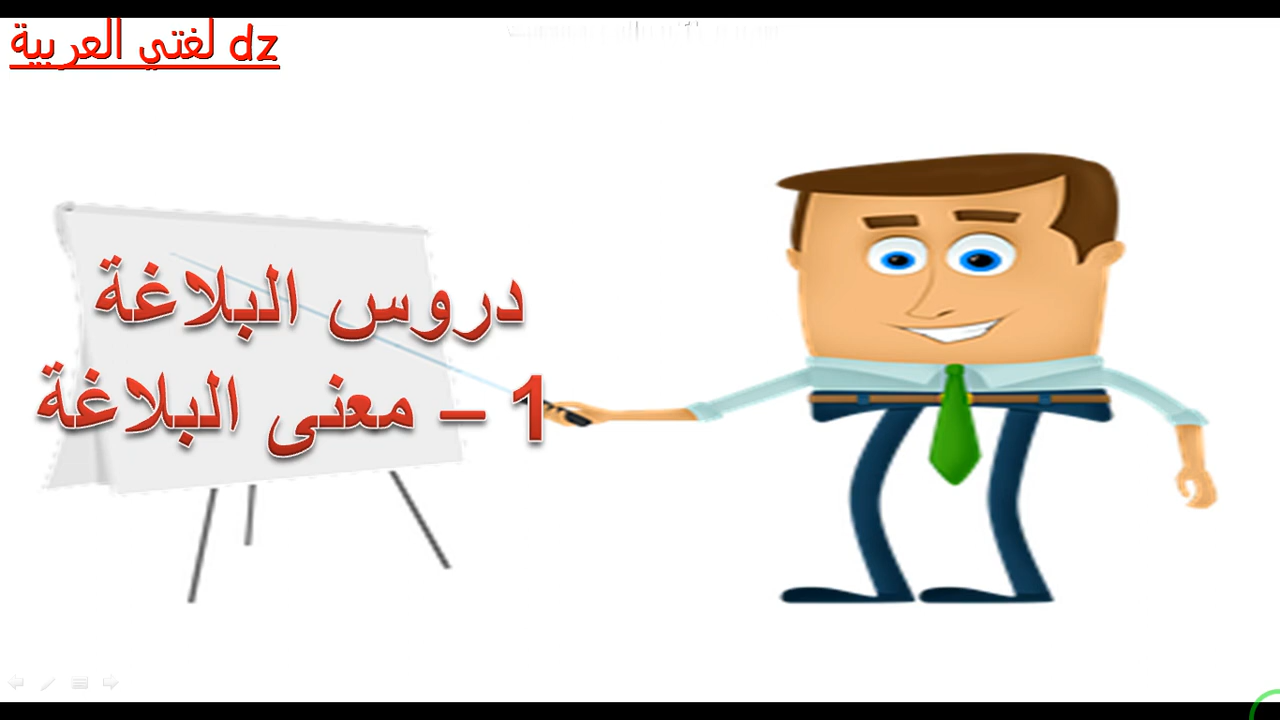 لغتي العربية dz
دروس البلاغة
1 – معنى البلاغة